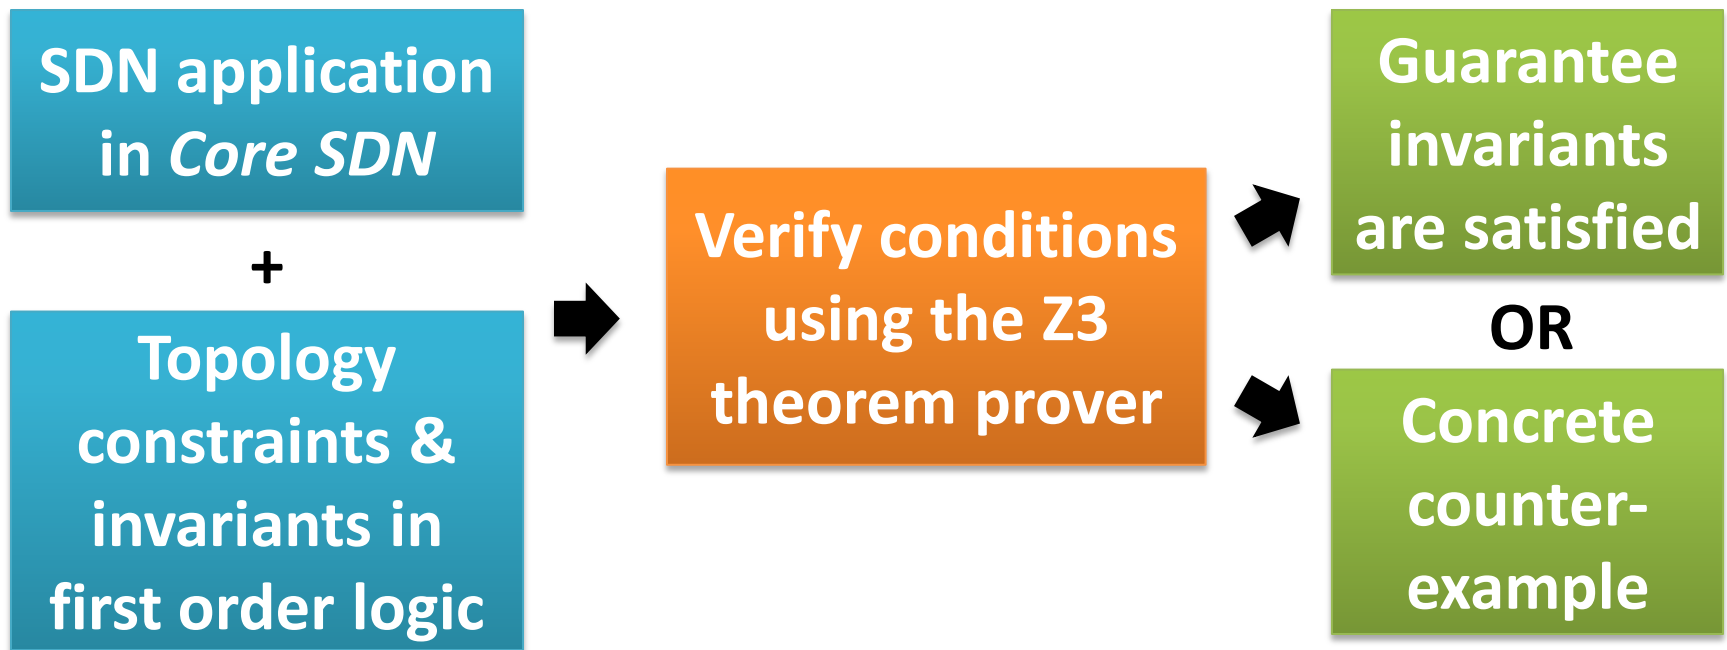 SDN application
in Core SDN
+
Topology
constraints &
invariants in
first order logic
Verify conditions
using the Z3
theorem prover
Guarantee
invariants
are satisfied
OR
Concrete
counter-
example